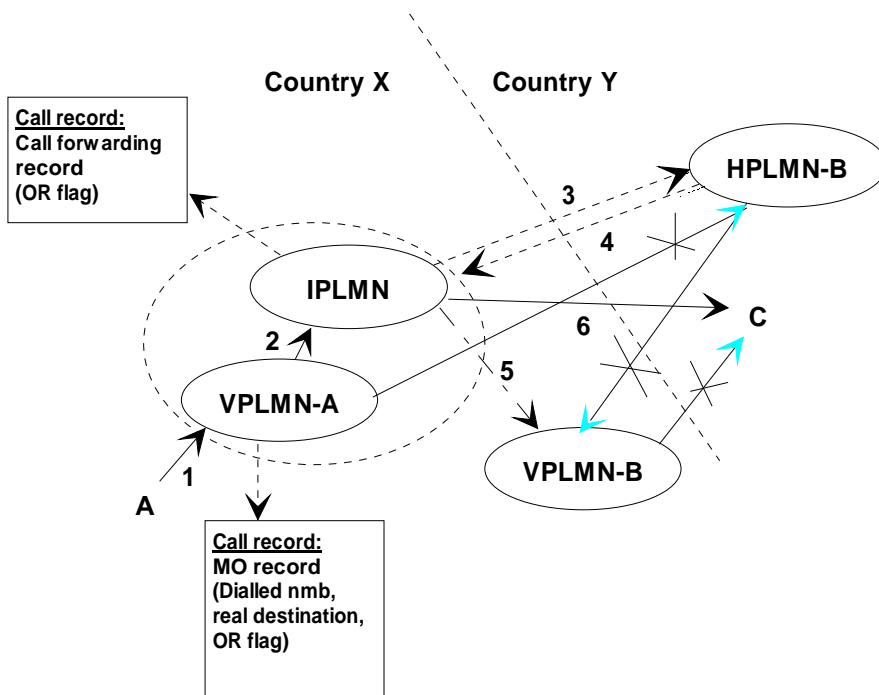 Country X
Country Y
Call record:
Call forwarding
record
(OR flag)
HPLMN-B
3
4
IPLMN
C
6
2
5
VPLMN-A
VPLMN-B
1
A
Call record:
MO record
(Dialled nmb,
real destination,
OR flag)